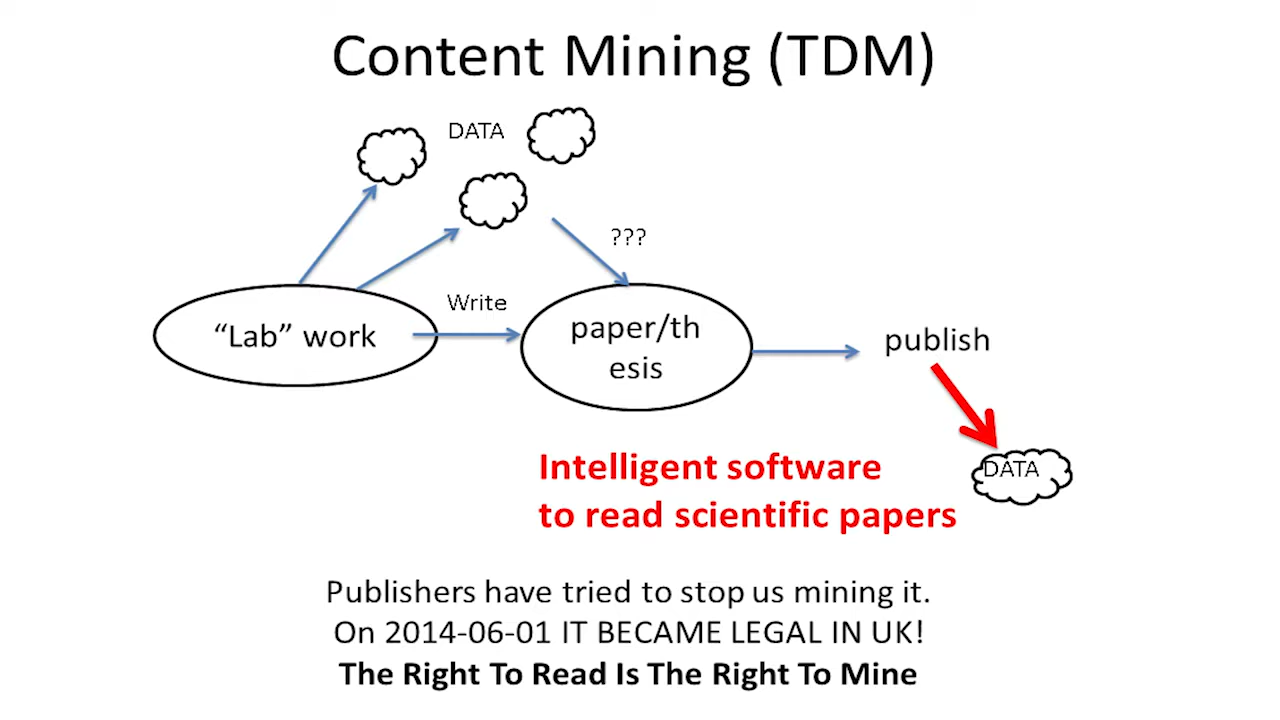 Content Mining (TDM)
DATA
???
Write
“Lab” work
paper/th
esis
publish
DATA
Intelligent software
to read scientific papers
Publishers have tried to stop us mining it.
On 2014-06-01 IT BECAME LEGAL IN UK!
The Right To Read Is The Right To Mine